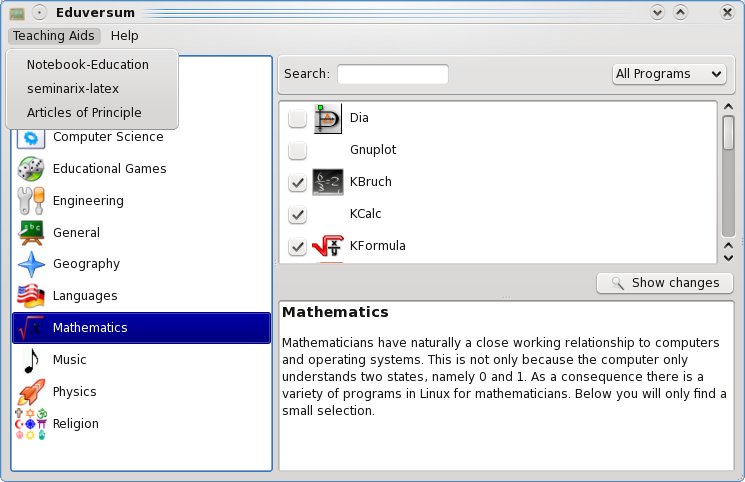 Eduversum
Teaching Aids Help
Notebook-Education
seminarix-latex
Articles of Principle
Computer Science
Educational Games
Engineering
General
Geography
Languages
Mathematics
Music
Physics
Religion
Search:
All Programs
Dia
Gnuplot
KBruch
KCalc
KFormula
Show changes
Mathematics
Mathematicians have naturally a close working relationship to computers
and operating systems. This is not only because the computer only
understands two states, namely 0 and 1. As a consequence there is a
variety of programs in Linux for mathematicians. Below you will only find a
small selection.